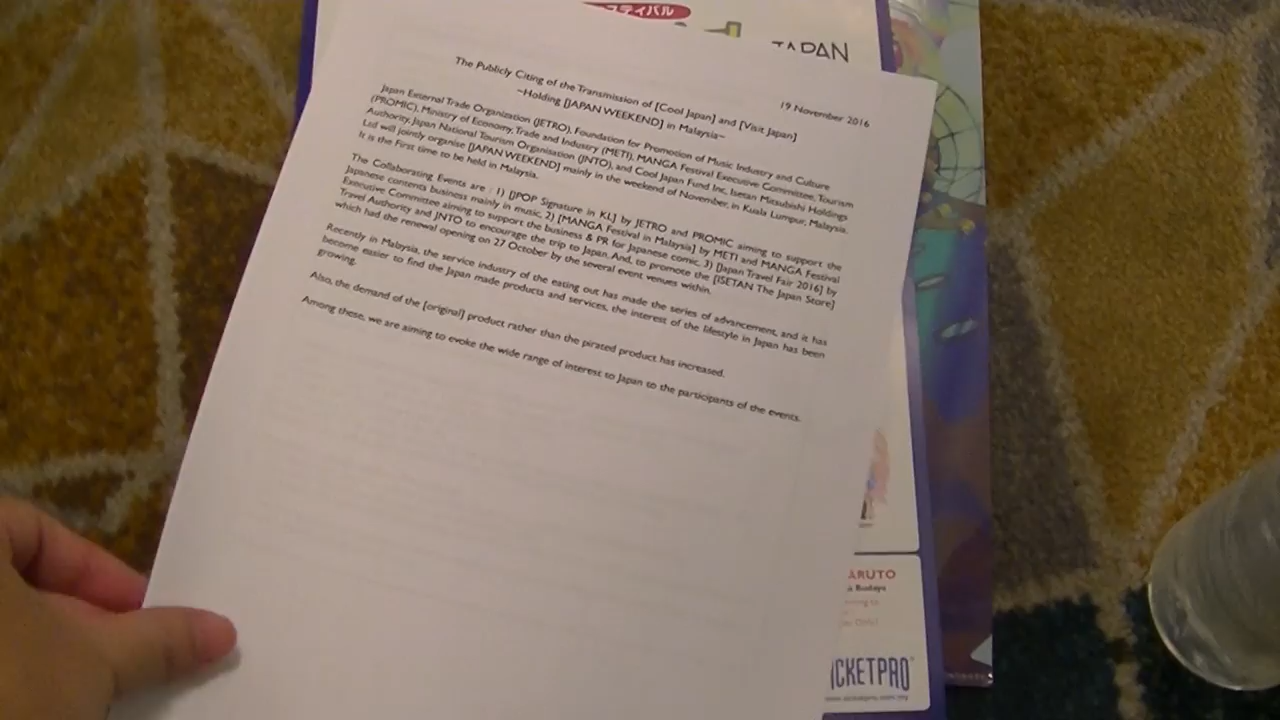 スティバル
JAPAN
19 November 2016
The Publicly Citing of the Transmission of [Cool Japan] and [Visit Japan]
~Holding [JAPAN WEEKEND] in Malaysia~
Japan External Trade Organization (JETRO), Foundation for Promotion of Music Industry and Culture
(PROMIC), Ministry of Economy, Trade and Industry (METI), MANGA Festival Executive Committee, Tourism
Authority, Japan National Tourism Organisation (JNTO), and Cool Japan Fund Inc, Isetan Mitsubishi Holdings
Ltd will jointly organise [JAPAN WEEKEND] mainly in the weekend of November, in Kuala Lumpur, Malaysia.
It is the First time to be held in Malaysia.
The Collaborating Events are : 1) [JPOP Signature in KL] by JETRO and PROMIC aiming to support the
Japanese contents business mainly in music, 2) [MANGA Festival in Malaysia] by METI and MANGA Festival
Executive Committee aiming to support the business & PR for Japanese comic, 3) [Japan Travel Fair 2016] by
Travel Authority and JNTO to encourage the trip to Japan. And, to promote the [ISETAN The Japan Store]
which had the renewal opening on 27 October by the several event venues within.
Recently in Malaysia, the service industry of the eating out has made the series of advancement, and it has
become easier to find the Japan made products and services, the interest of the lifestyle in Japan has been
growing.
Also, the demand of the [original] product rather than the pirated product has increased.
Among these, we are aiming to evoke the wide range of interest to Japan to the participants of the events.
ARUTO
a Budaya
ICKETPRO